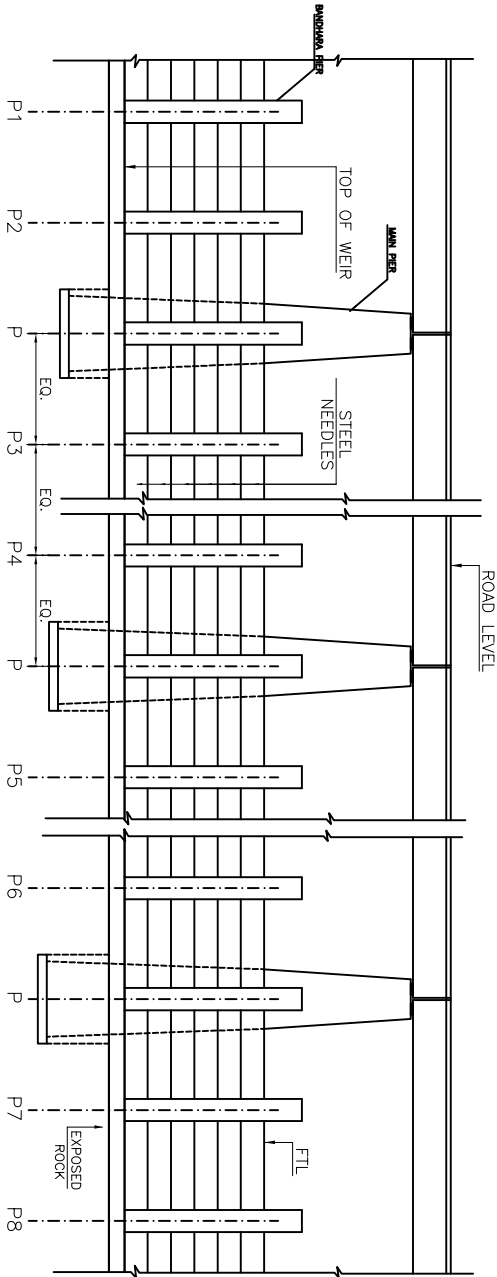 ROAD LEVEL
MAIN PIER
BANDHARA PIER
TOP OF WEIR
STEEL
NEEDLES
FTL
EXPOSED
ROCK
EQ.
EQ.
EQ.
P1
P2
P
P3
P4
P
P5
P6
P
P7
P8